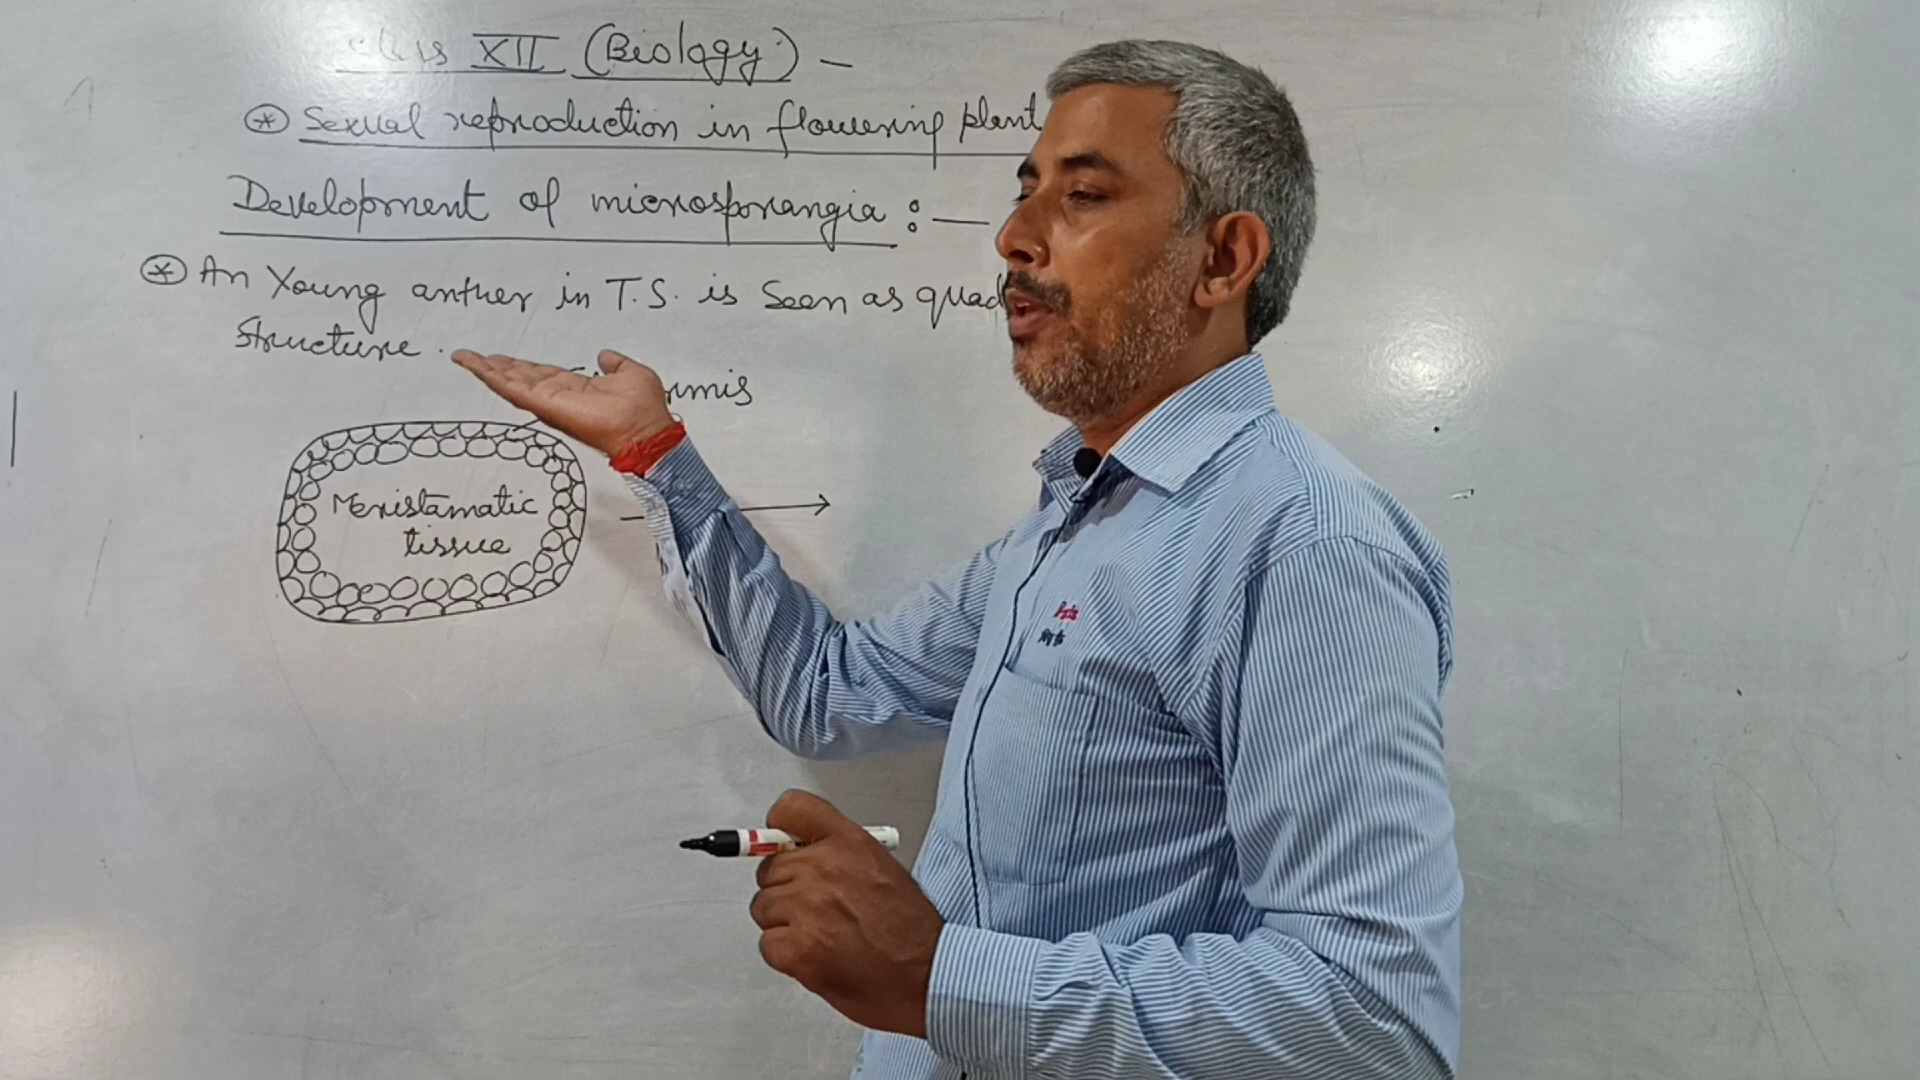 Class XII (Biology) -
* Sexual reproduction in flowering plant
Development of microsporangia : -
* An Young anther in T.S. is Seen as quad
Structure .
rmis
Meristamatic
tissue